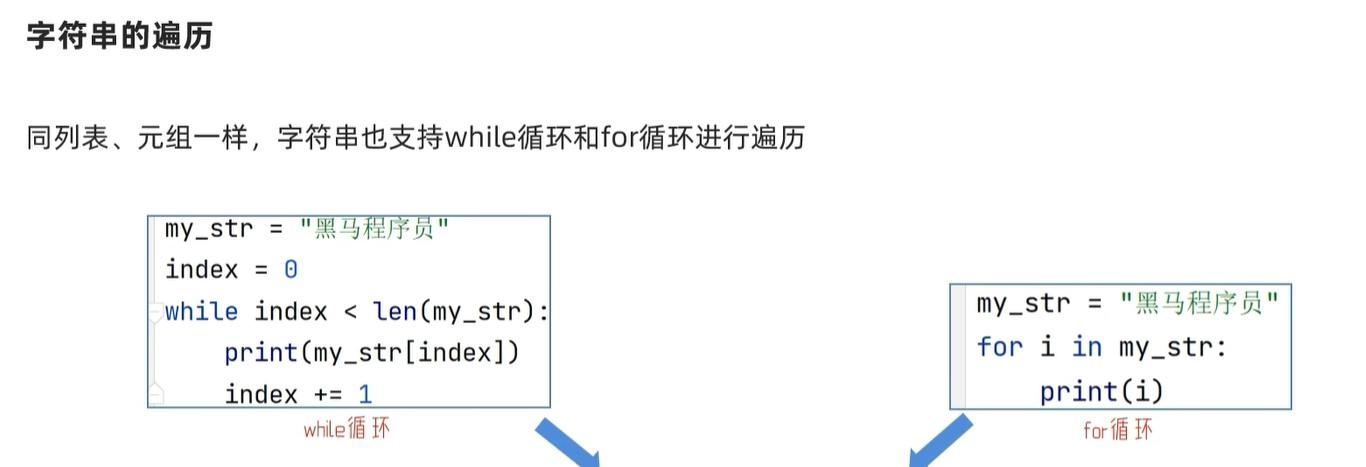 字符串的遍历
同列表、元组一样，字符串也支持while循环和for循环进行遍历
my_str = "黑马程序员"
index = 0
while index < len(my_str):
    print(my_str[index])
    index += 1
while循环
my_str = "黑马程序员"
for i in my_str:
    print(i)
for循环